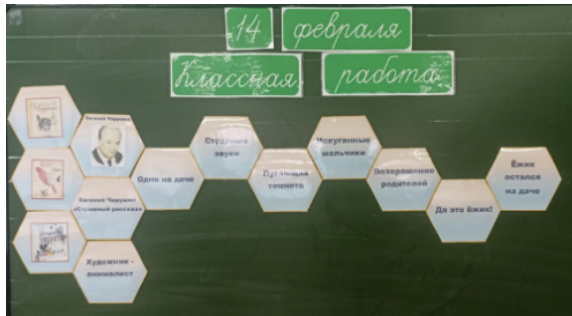 14 февраля
Классная работа
Евгений Чарушин
Евгений Чарушин
«Страшный рассказ»
Художник -
анималист
Одни на даче
Странные
звуки
Пугающая
темнота
Испуганные
мальчики
Возвращение
родителей
Да это ёжик!
Ёжик
остался
на даче